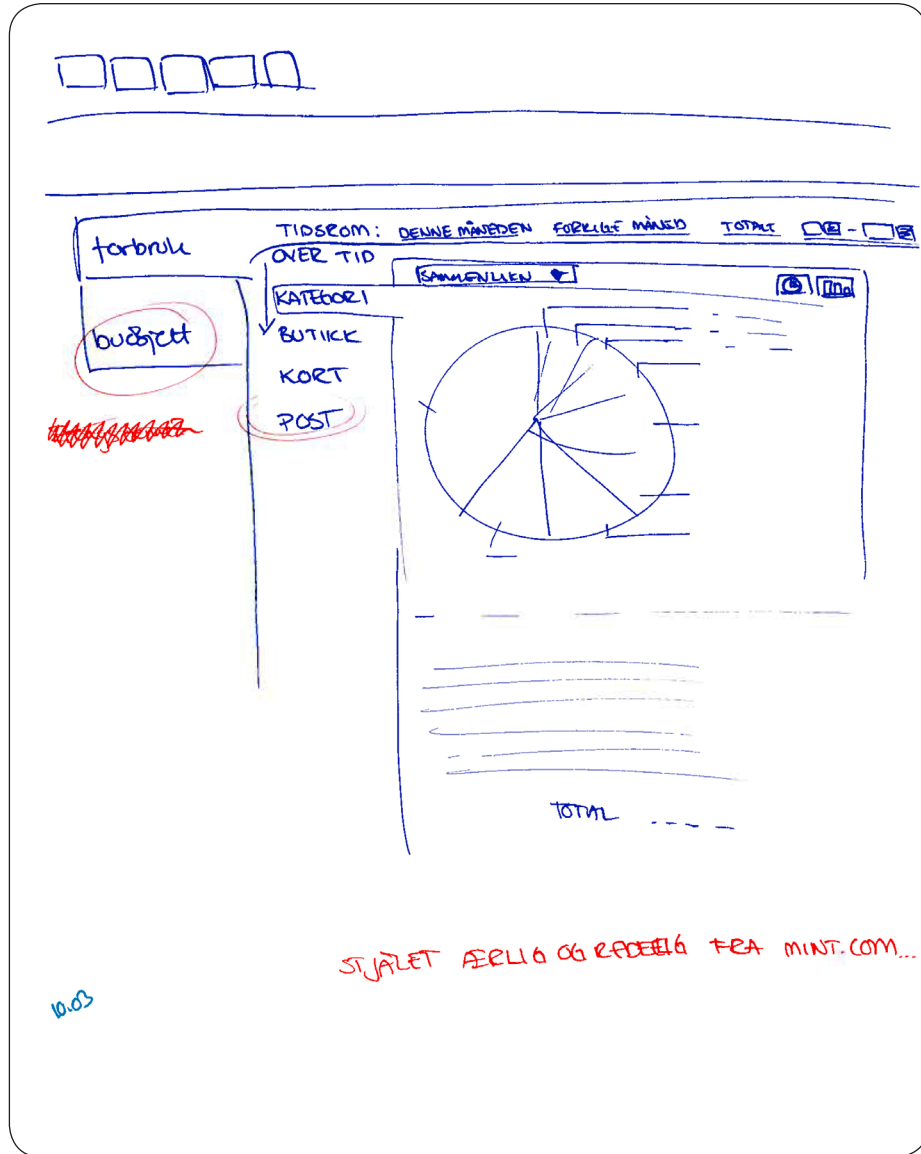 forbruk
budsjett
TIDSROM: DENNE MÅNEDEN FORRIGE MÅNED TOTALT
OVER TID
SAMMENLIKN
KATEGORI
BUTIKK
KORT
POST
TOTAL
STJÅLET ÆRLIG OG REDELIG FRA MINT.COM...
10.03